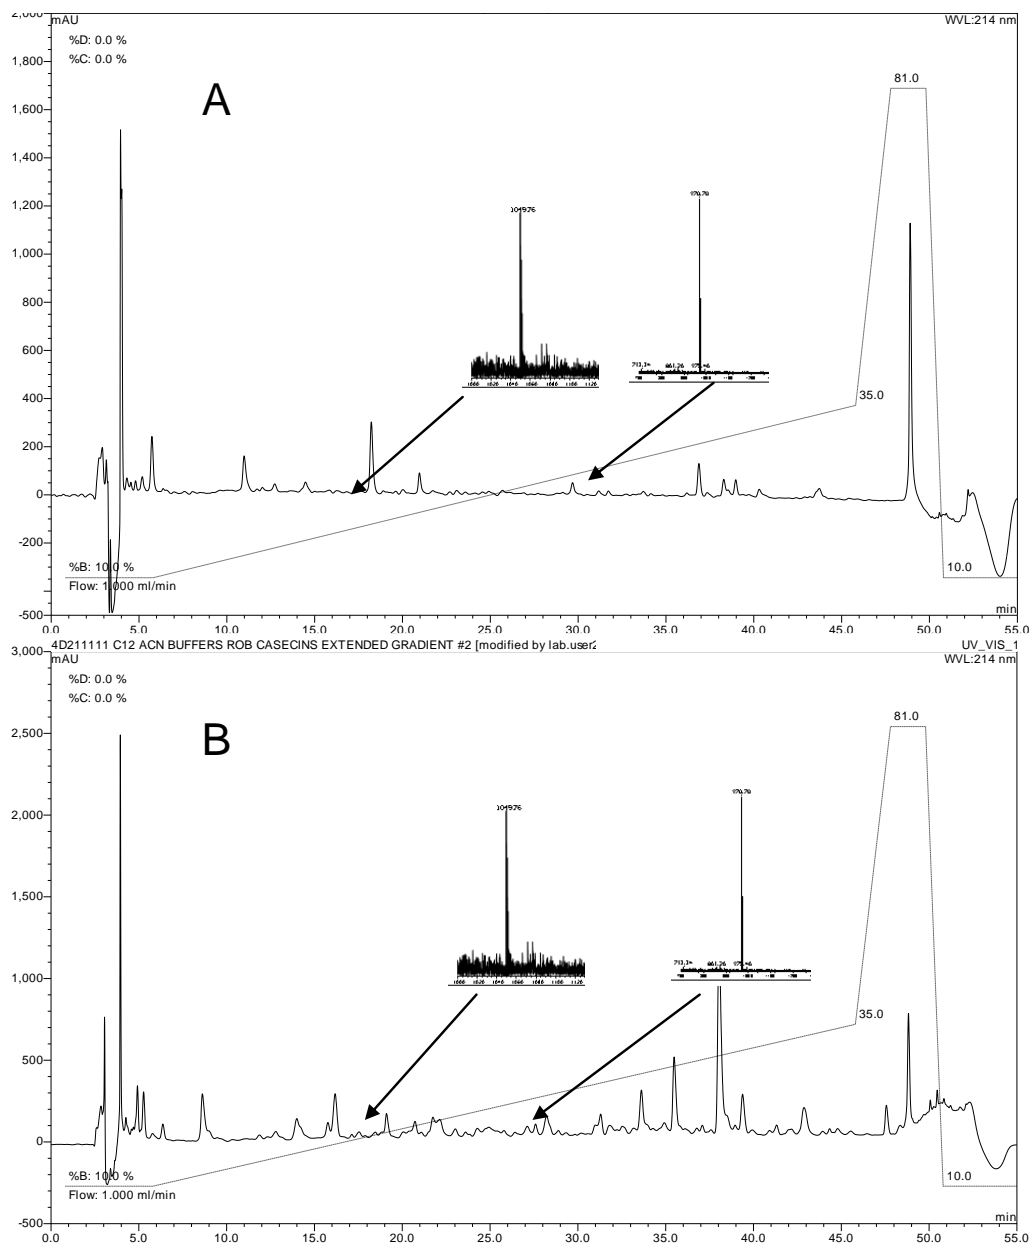 2,000
mAU
WVL:214 nm
%D: 0.0 %
%C: 0.0 %
A
81.0
1,800
1,600
1,400
1,200
1,000
800
600
400
200
0
-200
-500
35.0
%B: 10.0 %
10.0
Flow: 1.000 ml/min
min
0.0 5.0 10.0 15.0 20.0 25.0 30.0 35.0 40.0 45.0 50.0 55.0
4D211111 C12 ACN BUFFERS ROB CASECINS EXTENDED GRADIENT #2 [modified by lab.user
UV_VIS_1
3,000
mAU
WVL:214 nm
%D: 0.0 %
%C: 0.0 %
B
81.0
2,500
2,000
1,500
1,000
500
0
-500
35.0
%B: 10.0 %
10.0
Flow: 1.000 ml/min
min
0.0 5.0 10.0 15.0 20.0 25.0 30.0 35.0 40.0 45.0 50.0 55.0